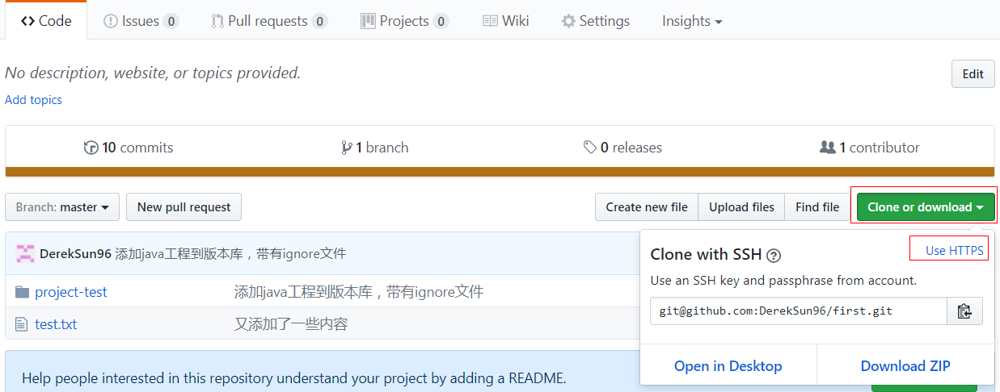 Code Issues 0 Pull requests 0 Projects 0 Wiki Settings Insights
No description, website, or topics provided.
Edit
Add topics
10 commits 1 branch 0 releases 1 contributor
Branch: master New pull request Create new file Upload files Find file Clone or download
DerekSun96 添加java工程到版本库，带有ignore文件
project-test 添加java工程到版本库，带有ignore文件
test.txt 又添加了一些内容
Help people interested in this repository understand your project by adding a README.
Clone with SSH Use HTTPS
Use an SSH key and passphrase from account.
git@github.com:DerekSun96/first.git
Open in Desktop Download ZIP